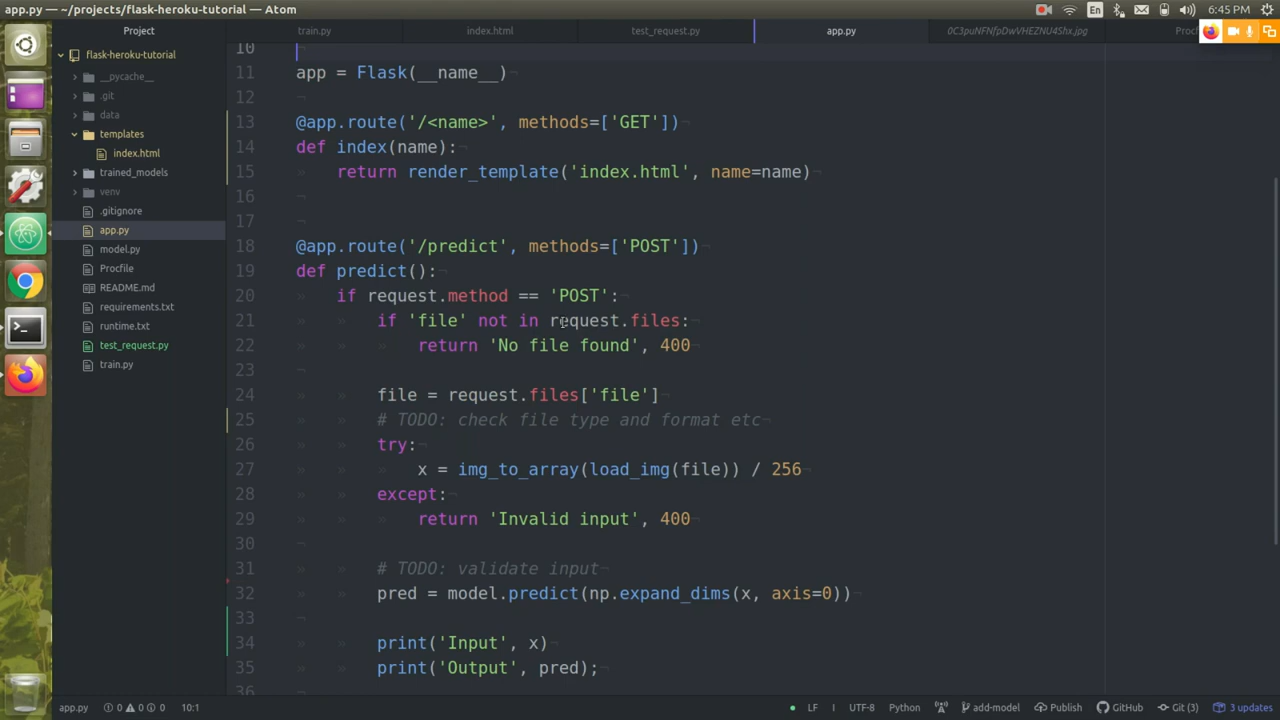 app.py — ~/projects/flask-heroku-tutorial — Atom
En
6:45 PM
Project
train.py
index.html
test_request.py
app.py
0C3puNFNfpDwVHEZNU4Shx.jpg
flask-heroku-tutorial
__pycache__
.git
data
templates
index.html
trained_models
venv
.gitignore
app.py
model.py
Procfile
README.md
requirements.txt
runtime.txt
test_request.py
train.py
10
11 app = Flask(__name__)
12
13 @app.route('/<name>', methods=['GET'])
14 def index(name):
15 return render_template('index.html', name=name)
16
17
18 @app.route('/predict', methods=['POST'])
19 def predict():
20 if request.method == 'POST':
21 if 'file' not in request.files:
22 return 'No file found', 400
23
24 file = request.files['file']
25 # TODO: check file type and format etc
26 try:
27 x = img_to_array(load_img(file)) / 256
28 except:
29 return 'Invalid input', 400
30
31 # TODO: validate input
32 pred = model.predict(np.expand_dims(x, axis=0))
33
34 print('Input', x)
35 print('Output', pred);
36
app.py 0 0 0 10:1 LF UTF-8 Python add-model Publish GitHub Git (3) 3 updates